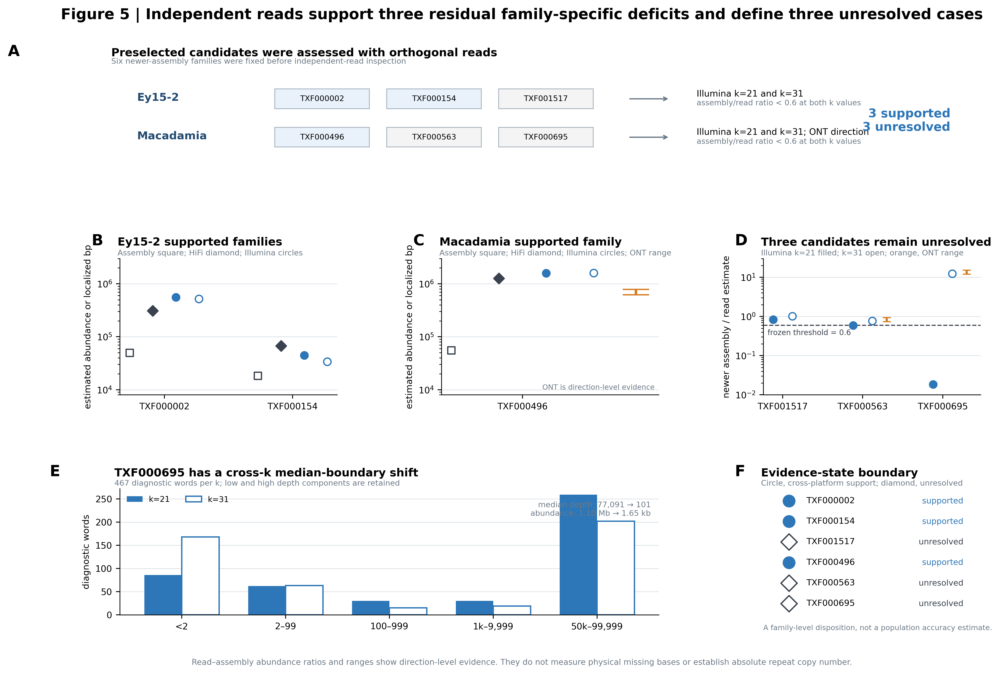 Figure 5 | Independent reads support three residual family-specific deficits and define three unresolved cases
A
Preselected candidates were assessed with orthogonal reads
Six newer-assembly families were fixed before independent-read inspection
Ey15-2
TXF000002
TXF000154
TXF001517
Illumina k=21 and k=31
assembly/read ratio < 0.6 at both k values
Macadamia
TXF000496
TXF000563
TXF000695
Illumina k=21 and k=31; ONT direction
assembly/read ratio < 0.6 at both k values
3 supported
3 unresolved
B
Ey15-2 supported families
Assembly square; HiFi diamond; Illumina circles
estimated abundance or localized bp
10⁶
10⁵
10⁴
TXF000002
TXF000154
C
Macadamia supported family
Assembly square; HiFi diamond; Illumina circles; ONT range
estimated abundance or localized bp
10⁶
10⁵
10⁴
ONT is direction-level evidence
TXF000496
D
Three candidates remain unresolved
Illumina k=21 filled; k=31 open; orange, ONT range
newer assembly / read estimate
10¹
10⁰
10⁻¹
10⁻²
frozen threshold = 0.6
TXF001517
TXF000563
TXF000695
E
TXF000695 has a cross-k median-boundary shift
467 diagnostic words per k; low and high depth components are retained
diagnostic words
250
200
150
100
50
0
k=21
k=31
median depth: 77,091 → 101
abundance: 1.10 Mb → 1.65 kb
<2
2–99
100–999
1k–9,999
50k–99,999
F
Evidence-state boundary
Circle, cross-platform support; diamond, unresolved
TXF000002 supported
TXF000154 supported
TXF001517 unresolved
TXF000496 supported
TXF000563 unresolved
TXF000695 unresolved
A family-level disposition, not a population accuracy estimate.
Read–assembly abundance ratios and ranges show direction-level evidence. They do not measure physical missing bases or establish absolute repeat copy number.